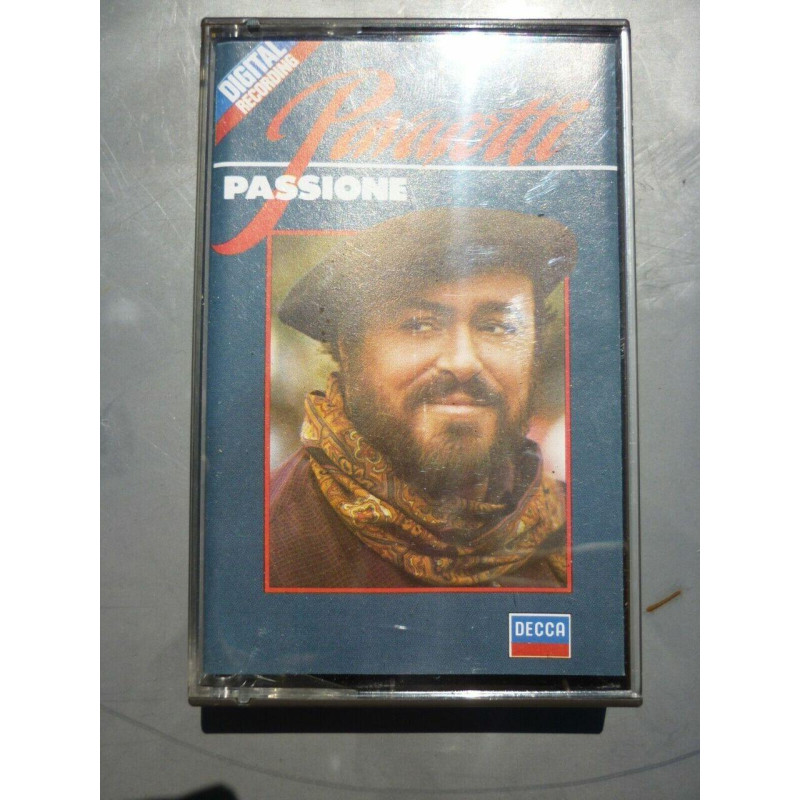 DIGITAL
RECORDING
Pavarotti
PASSIONE
DECCA